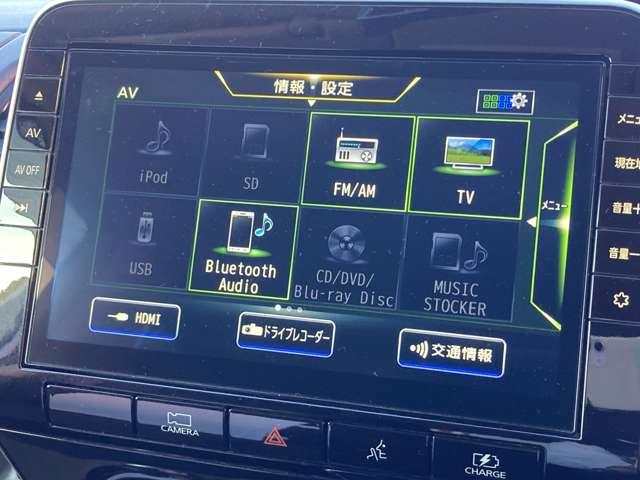 情報・設定
AV
iPod
SD
FM/AM
TV
USB
Bluetooth
Audio
CD/DVD/
Blu-ray Disc
MUSIC
STOCKER
メニュー
HDMI
ドライブレコーダー
交通情報
AV
AV OFF
メニュ
現在地
音量+
音量−
CAMERA
CHARGE